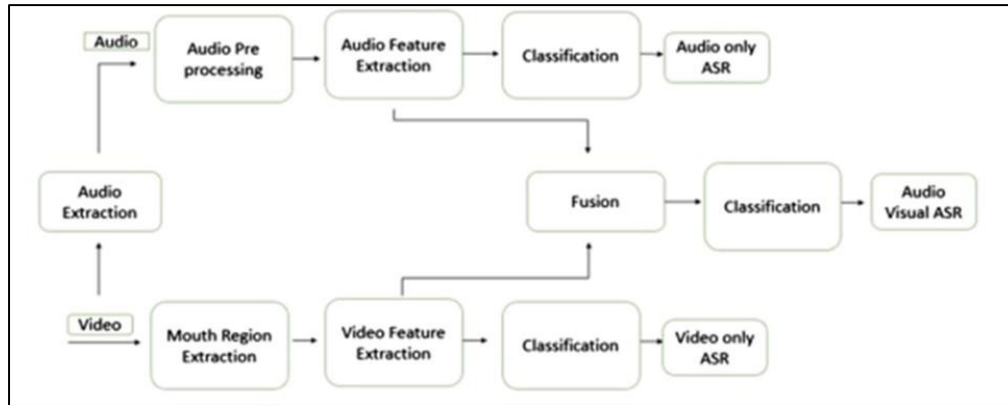 Audio
Audio Pre
processing
Audio Feature
Extraction
Classification
Audio only
ASR
Audio
Extraction
Fusion
Classification
Audio
Visual ASR
Video
Mouth Region
Extraction
Video Feature
Extraction
Classification
Video only
ASR